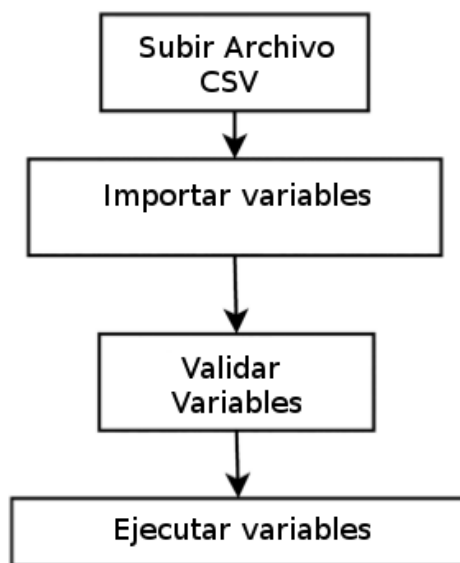 Subir Archivo
CSV
Importar variables
Validar
Variables
Ejecutar variables